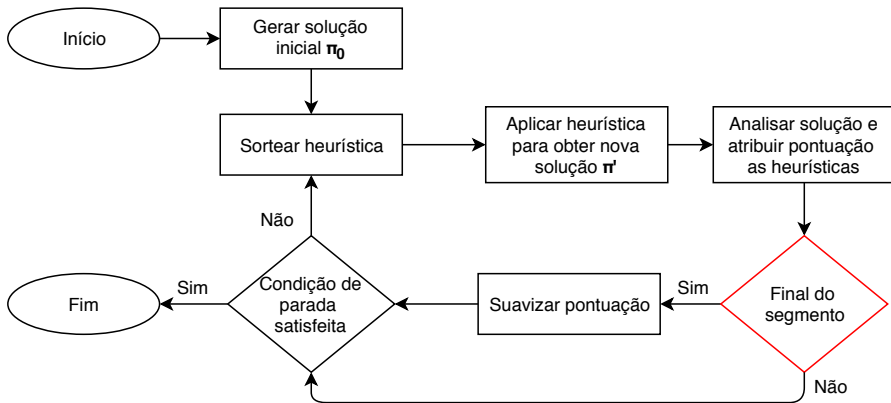 Início
Gerar solução
inicial π0
Sortear heurística
Aplicar heurística
para obter nova
solução π'
Analisar solução e
atribuir pontuação
as heurísticas
Não
Fim
Sim
Condição de
parada
satisfeita
Suavizar pontuação
Sim
Final do
segmento
Não